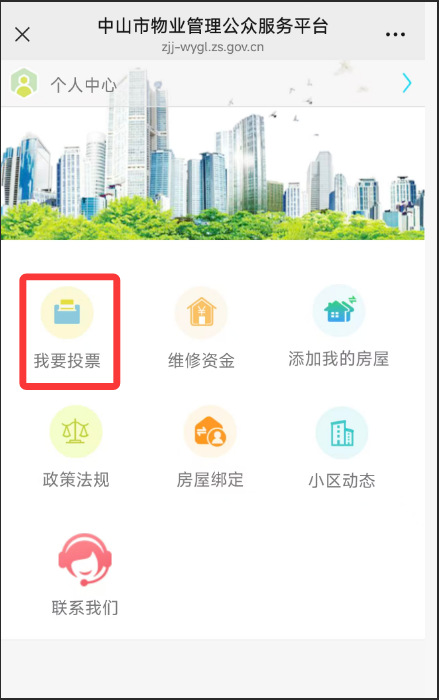 中山市物业管理公众服务平台
zjj-wygl.zs.gov.cn
个人中心
我要投票
维修资金
添加我的房屋
政策法规
房屋绑定
小区动态
联系我们